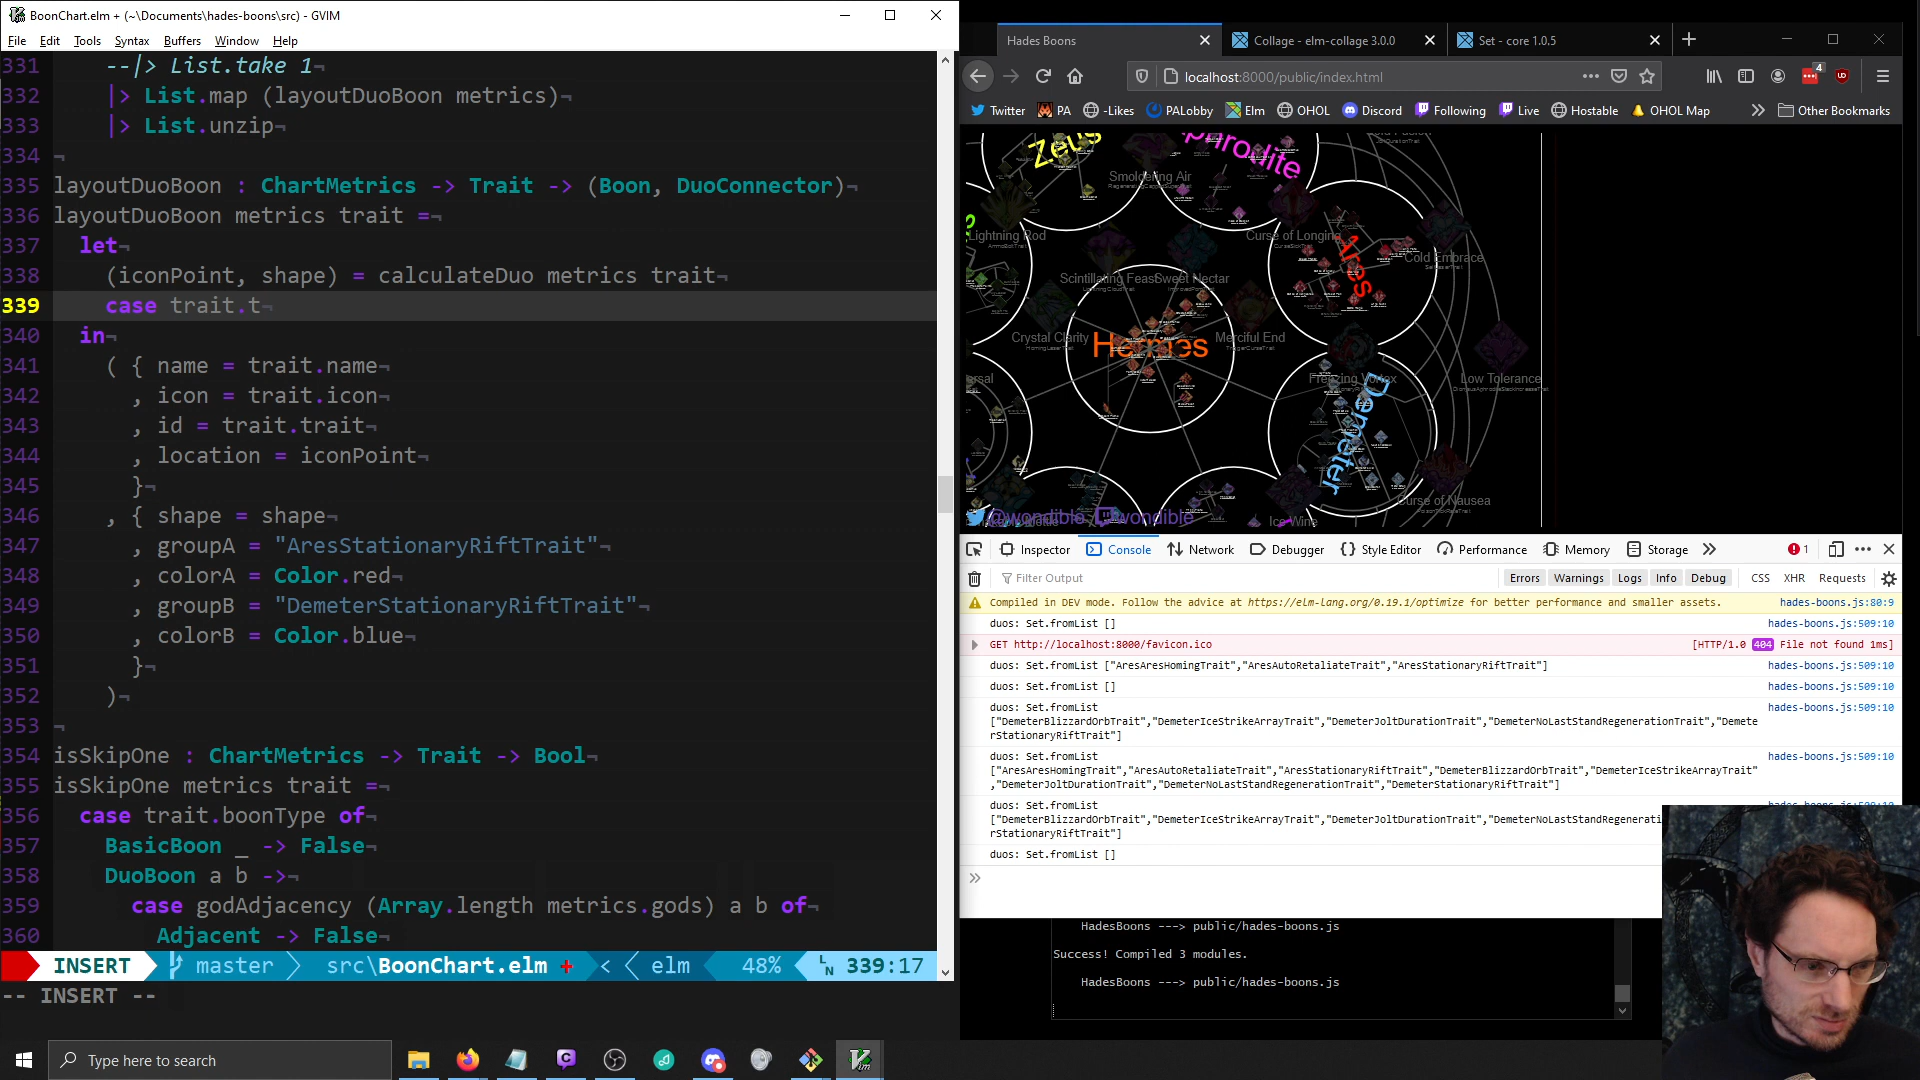 BoonChart.elm + (~\Documents\hades-boons\src) - GVIM
File Edit Tools Syntax Buffers Window Help
331 --|> List.take 1¬
332 |> List.map (layoutDuoBoon metrics)¬
333 |> List.unzip¬
334 ¬
335 layoutDuoBoon : ChartMetrics -> Trait -> (Boon, DuoConnector)¬
336 layoutDuoBoon metrics trait =¬
337 let¬
338 (iconPoint, shape) = calculateDuo metrics trait¬
339 case trait.t¬
340 in¬
341 ( { name = trait.name¬
342 , icon = trait.icon¬
343 , id = trait.trait¬
344 , location = iconPoint¬
345 }¬
346 , { shape = shape¬
347 , groupA = "AresStationaryRiftTrait"¬
348 , colorA = Color.red¬
349 , groupB = "DemeterStationaryRiftTrait"¬
350 , colorB = Color.blue¬
351 }¬
352 )¬
353 ¬
354 isSkipOne : ChartMetrics -> Trait -> Bool¬
355 isSkipOne metrics trait =¬
356 case trait.boonType of¬
357 BasicBoon _ -> False¬
358 DuoBoon a b ->¬
359 case godAdjacency (Array.length metrics.gods) a b of¬
360 Adjacent -> False¬
INSERT master src\BoonChart.elm + < elm 48% LN 339:17
-- INSERT --
Hades Boons
Collage - elm-collage 3.0.0
Set - core 1.0.5
localhost:8000/public/index.html
4
Twitter PA -Likes PALobby Elm OHOL Discord Following Live Hostable OHOL Map >> Other Bookmarks
Zeus
phrodite
Smoldering Air
Lightning Rod
Curse of Longing
Ares
Cold Embrace
Scintillating Feast
Sweet Nectar
Crystal Clarity
Hermes
Merciful End
Freezing Vortex
Low Tolerance
Demeter
Curse of Nausea
Ice Wine
@wondible wondible
Inspector Console Network Debugger Style Editor Performance Memory Storage >> 1
Filter Output
Errors Warnings Logs Info Debug CSS XHR Requests
Compiled in DEV mode. Follow the advice at https://elm-lang.org/0.19.1/optimize for better performance and smaller assets. hades-boons.js:80:9
duos: Set.fromList [] hades-boons.js:509:10
GET http://localhost:8000/favicon.ico [HTTP/1.0 404 File not found 1ms]
duos: Set.fromList ["AresAresHomingTrait","AresAutoRetaliateTrait","AresStationaryRiftTrait"] hades-boons.js:509:10
duos: Set.fromList [] hades-boons.js:509:10
duos: Set.fromList hades-boons.js:509:10
["DemeterBlizzardOrbTrait","DemeterIceStrikeArrayTrait","DemeterJoltDurationTrait","DemeterNoLastStandRegenerationTrait","Demete
rStationaryRiftTrait"]
duos: Set.fromList hades-boons.js:509:10
["AresAresHomingTrait","AresAutoRetaliateTrait","AresStationaryRiftTrait","DemeterBlizzardOrbTrait","DemeterIceStrikeArrayTrait"
,"DemeterJoltDurationTrait","DemeterNoLastStandRegenerationTrait","DemeterStationaryRiftTrait"]
duos: Set.fromList
["DemeterBlizzardOrbTrait","DemeterIceStrikeArrayTrait","DemeterJoltDurationTrait","DemeterNoLastStandRegenerati
rStationaryRiftTrait"]
duos: Set.fromList []
>>
HadesBoons ---> public/hades-boons.js
Success! Compiled 3 modules.
HadesBoons ---> public/hades-boons.js
Type here to search